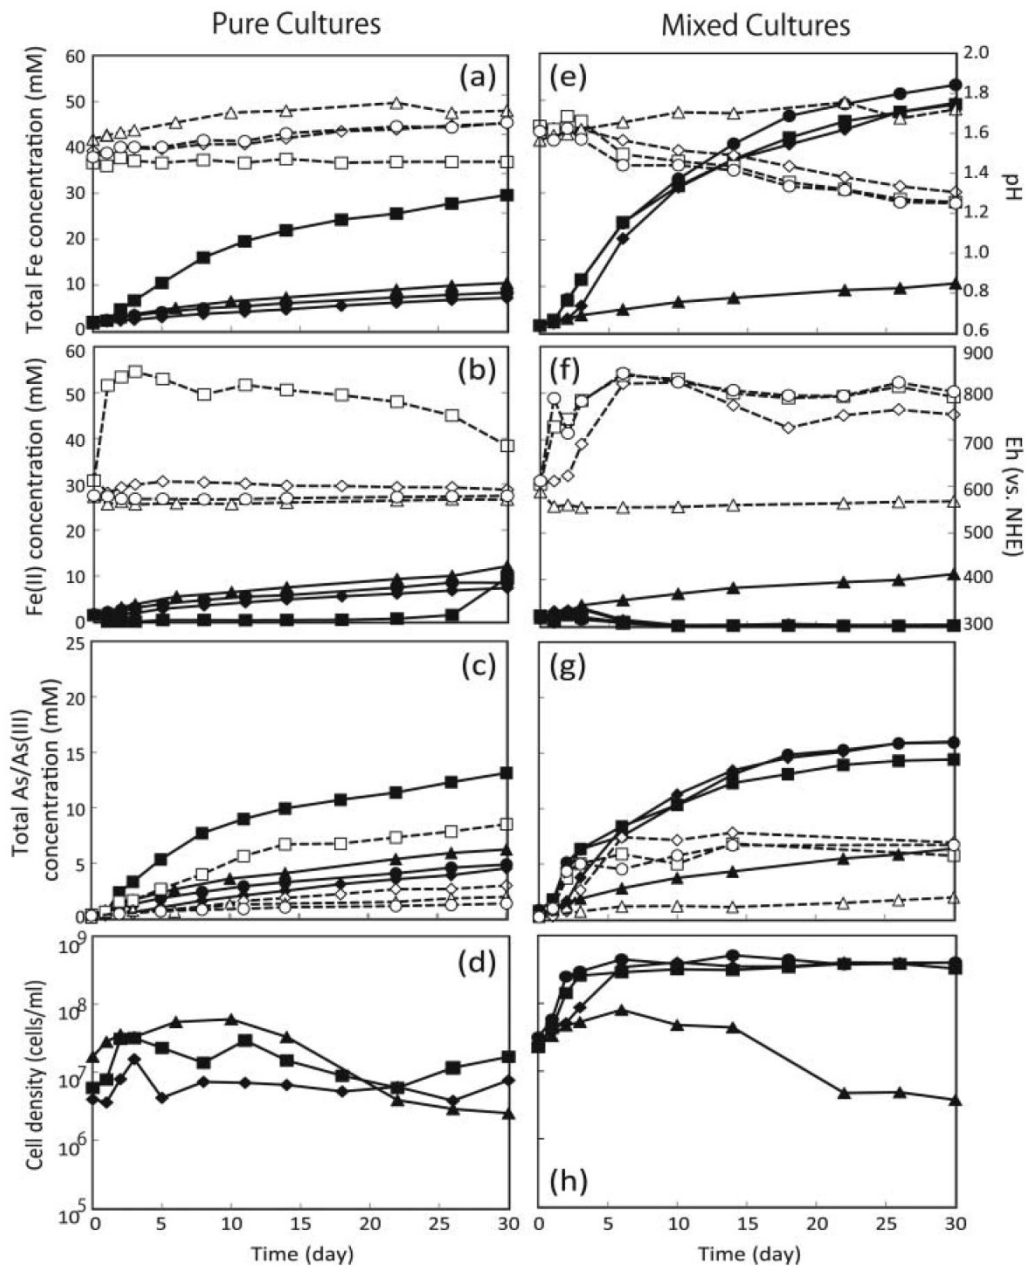 Pure Cultures
Mixed Cultures
Total Fe concentration (mM)
60
50
40
30
20
10
0
(a)
(e)
2.0
1.8
1.6
1.4
1.2
1.0
0.8
0.6
pH
Fe(II) concentration (mM)
60
50
40
30
20
10
0
(b)
(f)
900
800
700
600
500
400
300
Eh (vs. NHE)
Total As/As(III)
concentration (mM)
25
20
15
10
5
0
(c)
(g)
Cell density (cells/ml)
10^9
10^8
10^7
10^6
10^5
(d)
(h)
0 5 10 15 20 25 30
0 5 10 15 20 25 30
Time (day)
Time (day)